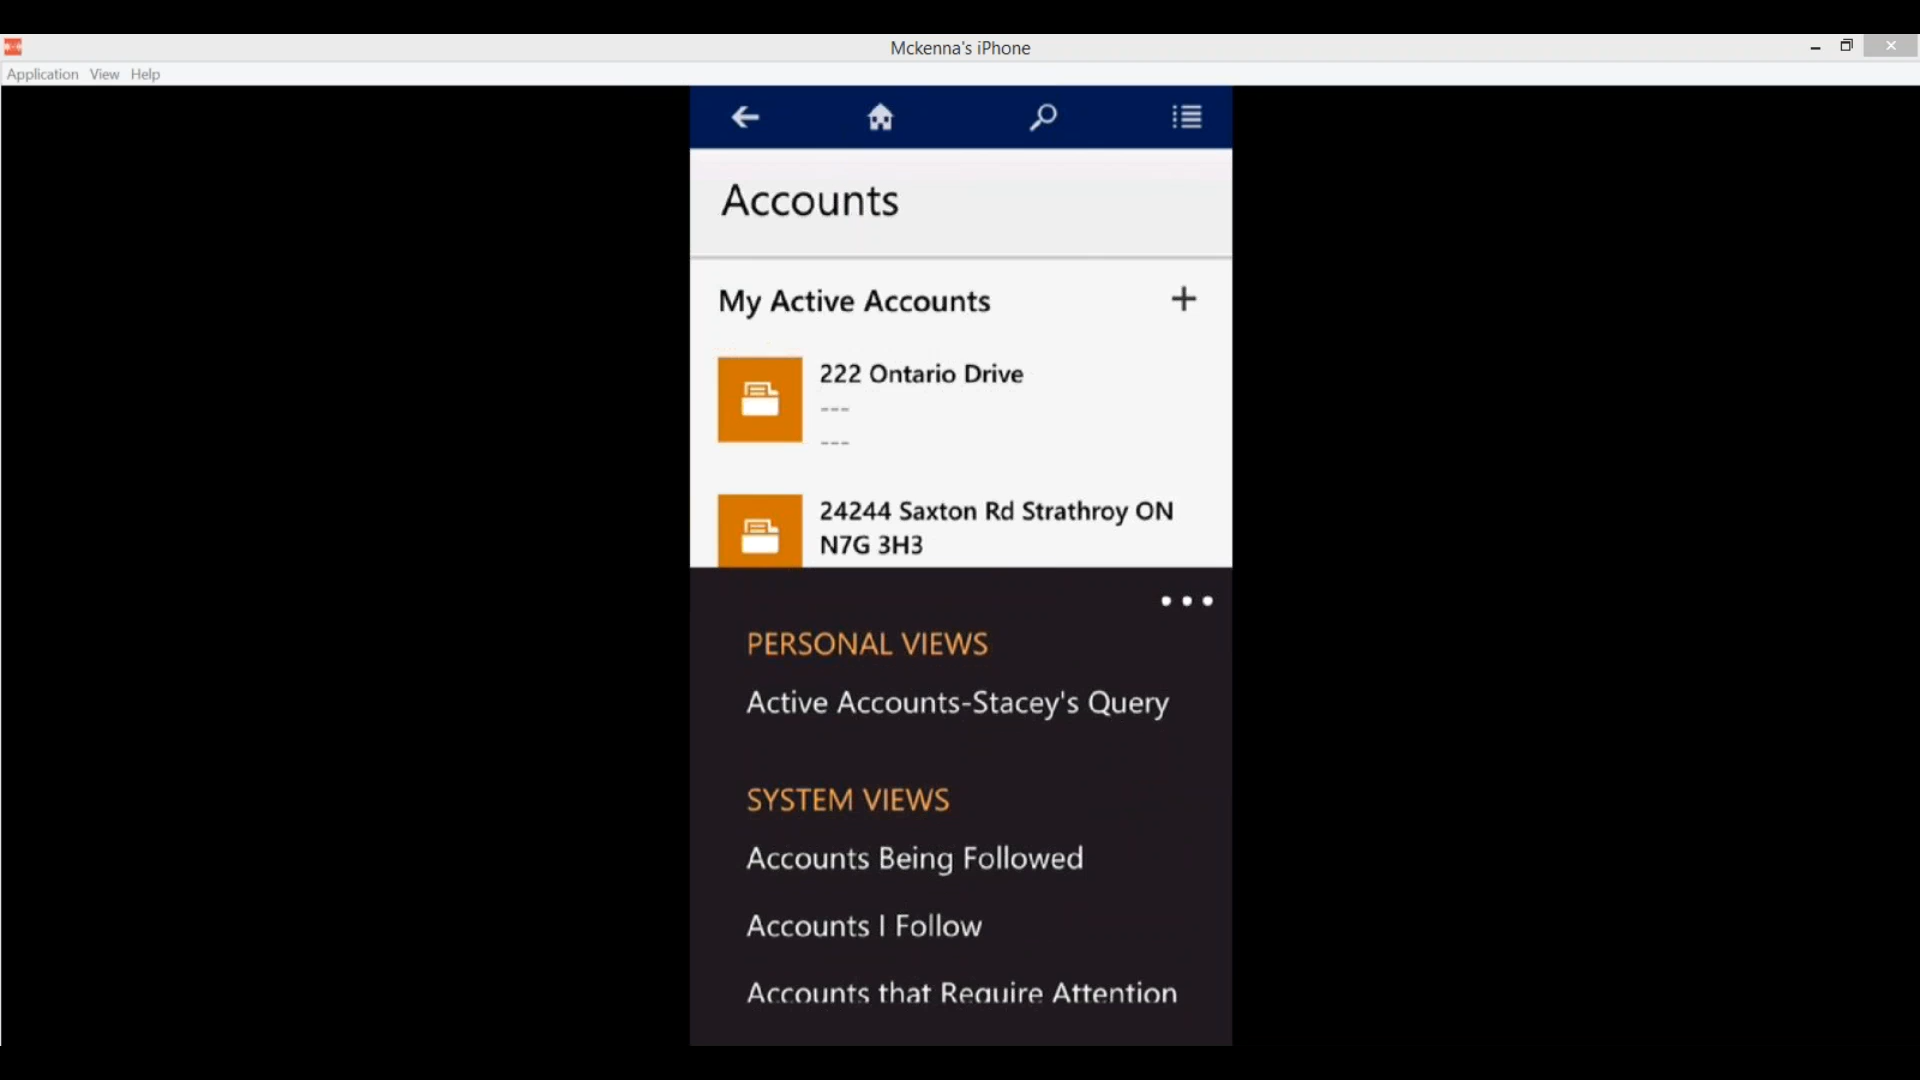 Mckenna's iPhone
Application View Help
Accounts
My Active Accounts
222 Ontario Drive
---
---
24244 Saxton Rd Strathroy ON
N7G 3H3
PERSONAL VIEWS
Active Accounts-Stacey's Query
SYSTEM VIEWS
Accounts Being Followed
Accounts I Follow
Accounts that Require Attention